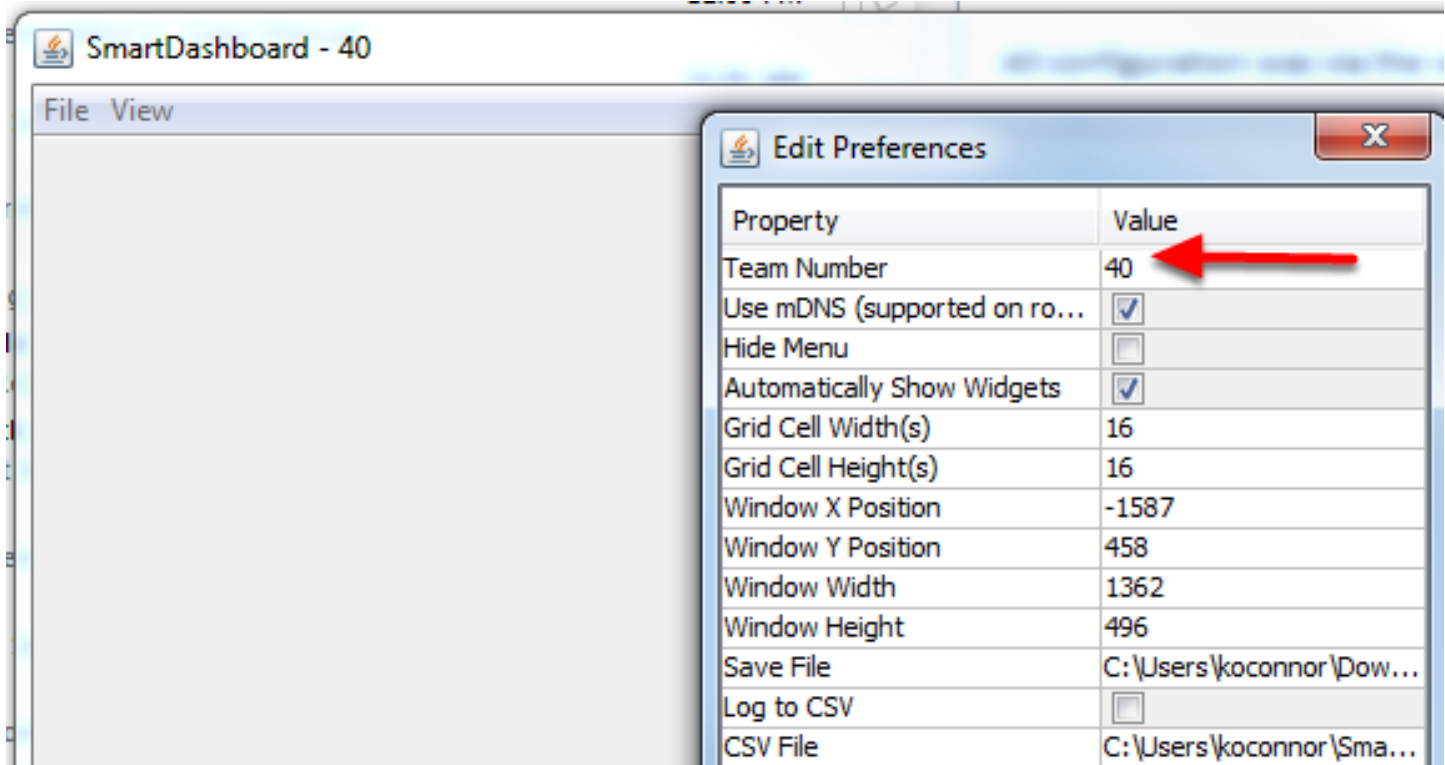 SmartDashboard - 40
File View
Edit Preferences
Property Value
Team Number 40
Use mDNS (supported on ro...
Hide Menu
Automatically Show Widgets
Grid Cell Width(s) 16
Grid Cell Height(s) 16
Window X Position -1587
Window Y Position 458
Window Width 1362
Window Height 496
Save File C:\Users\koconnor\Dow...
Log to CSV
CSV File C:\Users\koconnor\Sma...